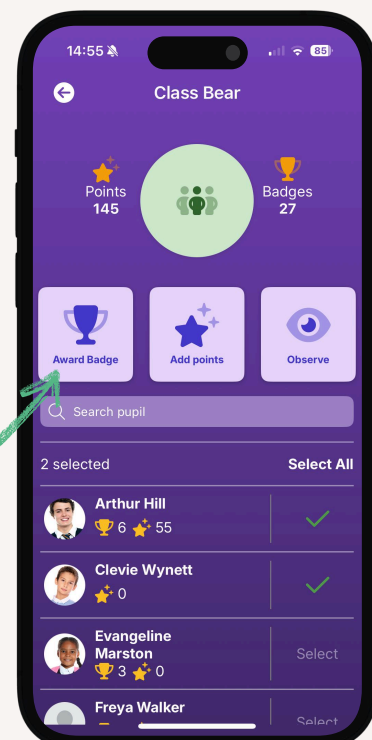 14:55
85
Class Bear
Points
145
Badges
27
Award Badge
Add points
Observe
Search pupil
2 selected
Select All
Arthur Hill
6 55
Clevie Wynett
0
Evangeline
Marston
3 0
Select
Freya Walker
Select